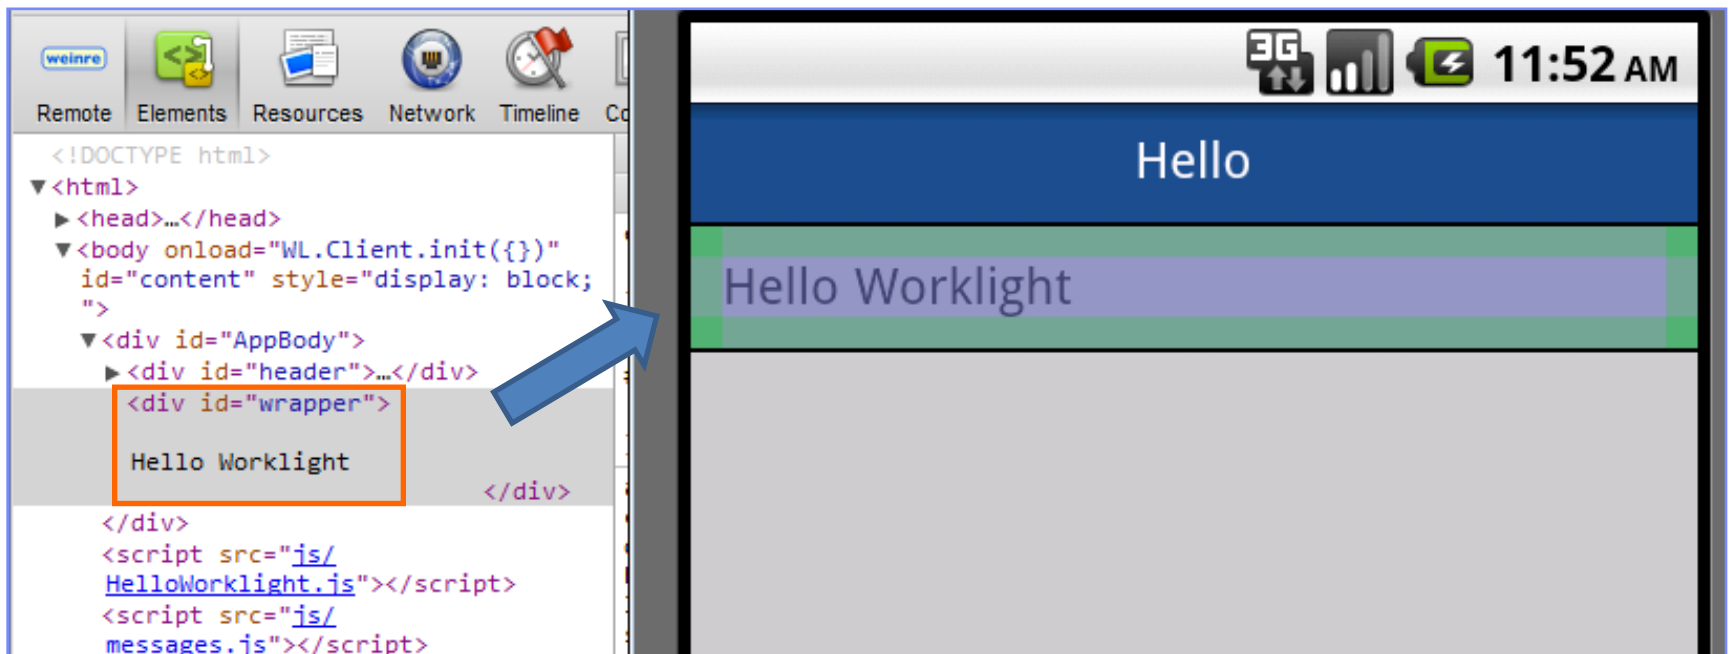 weinre
Remote Elements Resources Network Timeline Co
<!DOCTYPE html>
▼<html>
▶<head>…</head>
▼<body onload="WL.Client.init({})"
id="content" style="display: block;
">
▼<div id="AppBody">
▶<div id="header">…</div>
<div id="wrapper">
Hello Worklight
</div>
</div>
<script src="js/
HelloWorklight.js"></script>
<script src="js/
messages.js"></script>
3G 11:52 AM
Hello
Hello Worklight